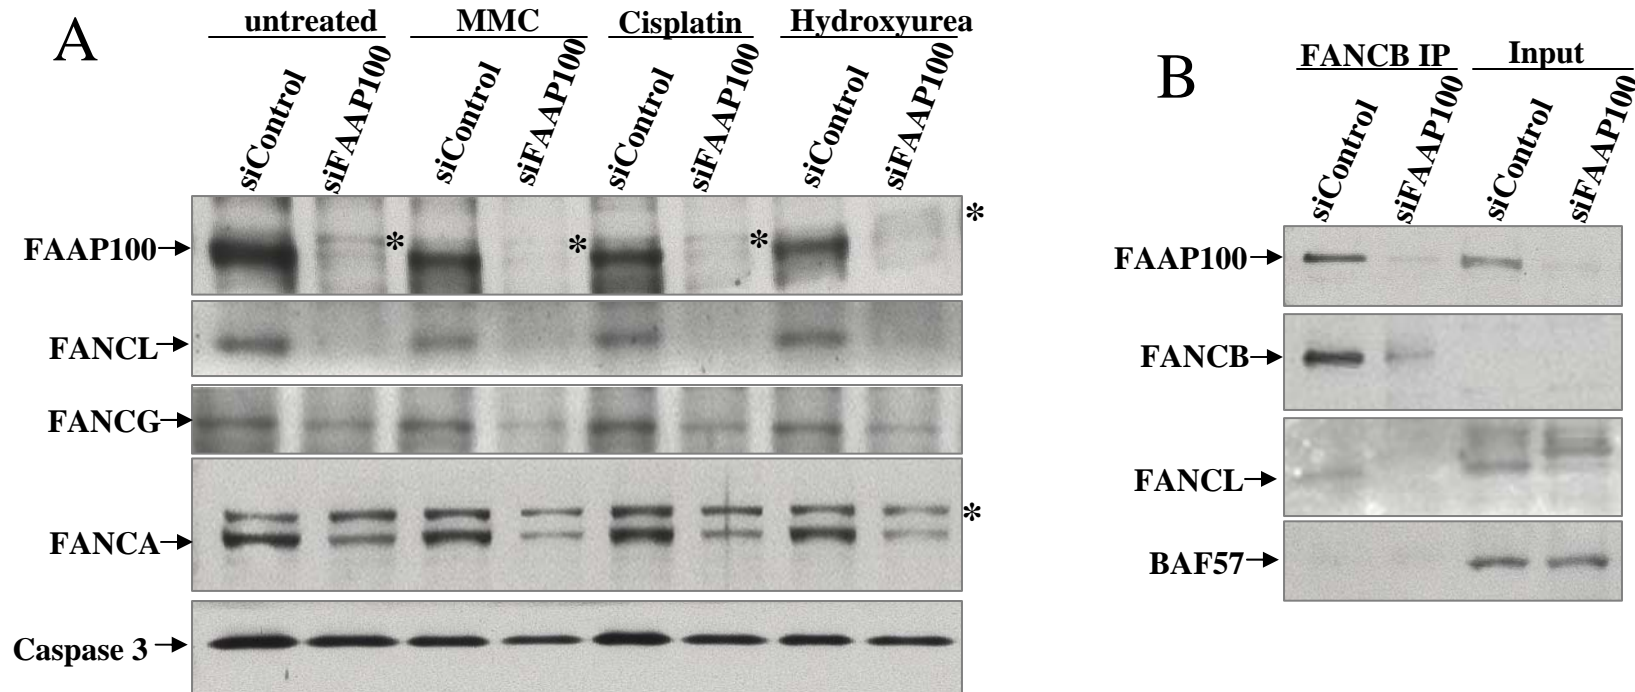 A
untreated MMC Cisplatin Hydroxyurea
siControl siFAAP100 siControl siFAAP100 siControl siFAAP100 siControl siFAAP100
*
FAAP100 * * *
FANCL
FANCG
FANCA *
Caspase 3
B
FANCB IP Input
siControl siFAAP100 siControl siFAAP100
FAAP100
FANCB
FANCL
BAF57